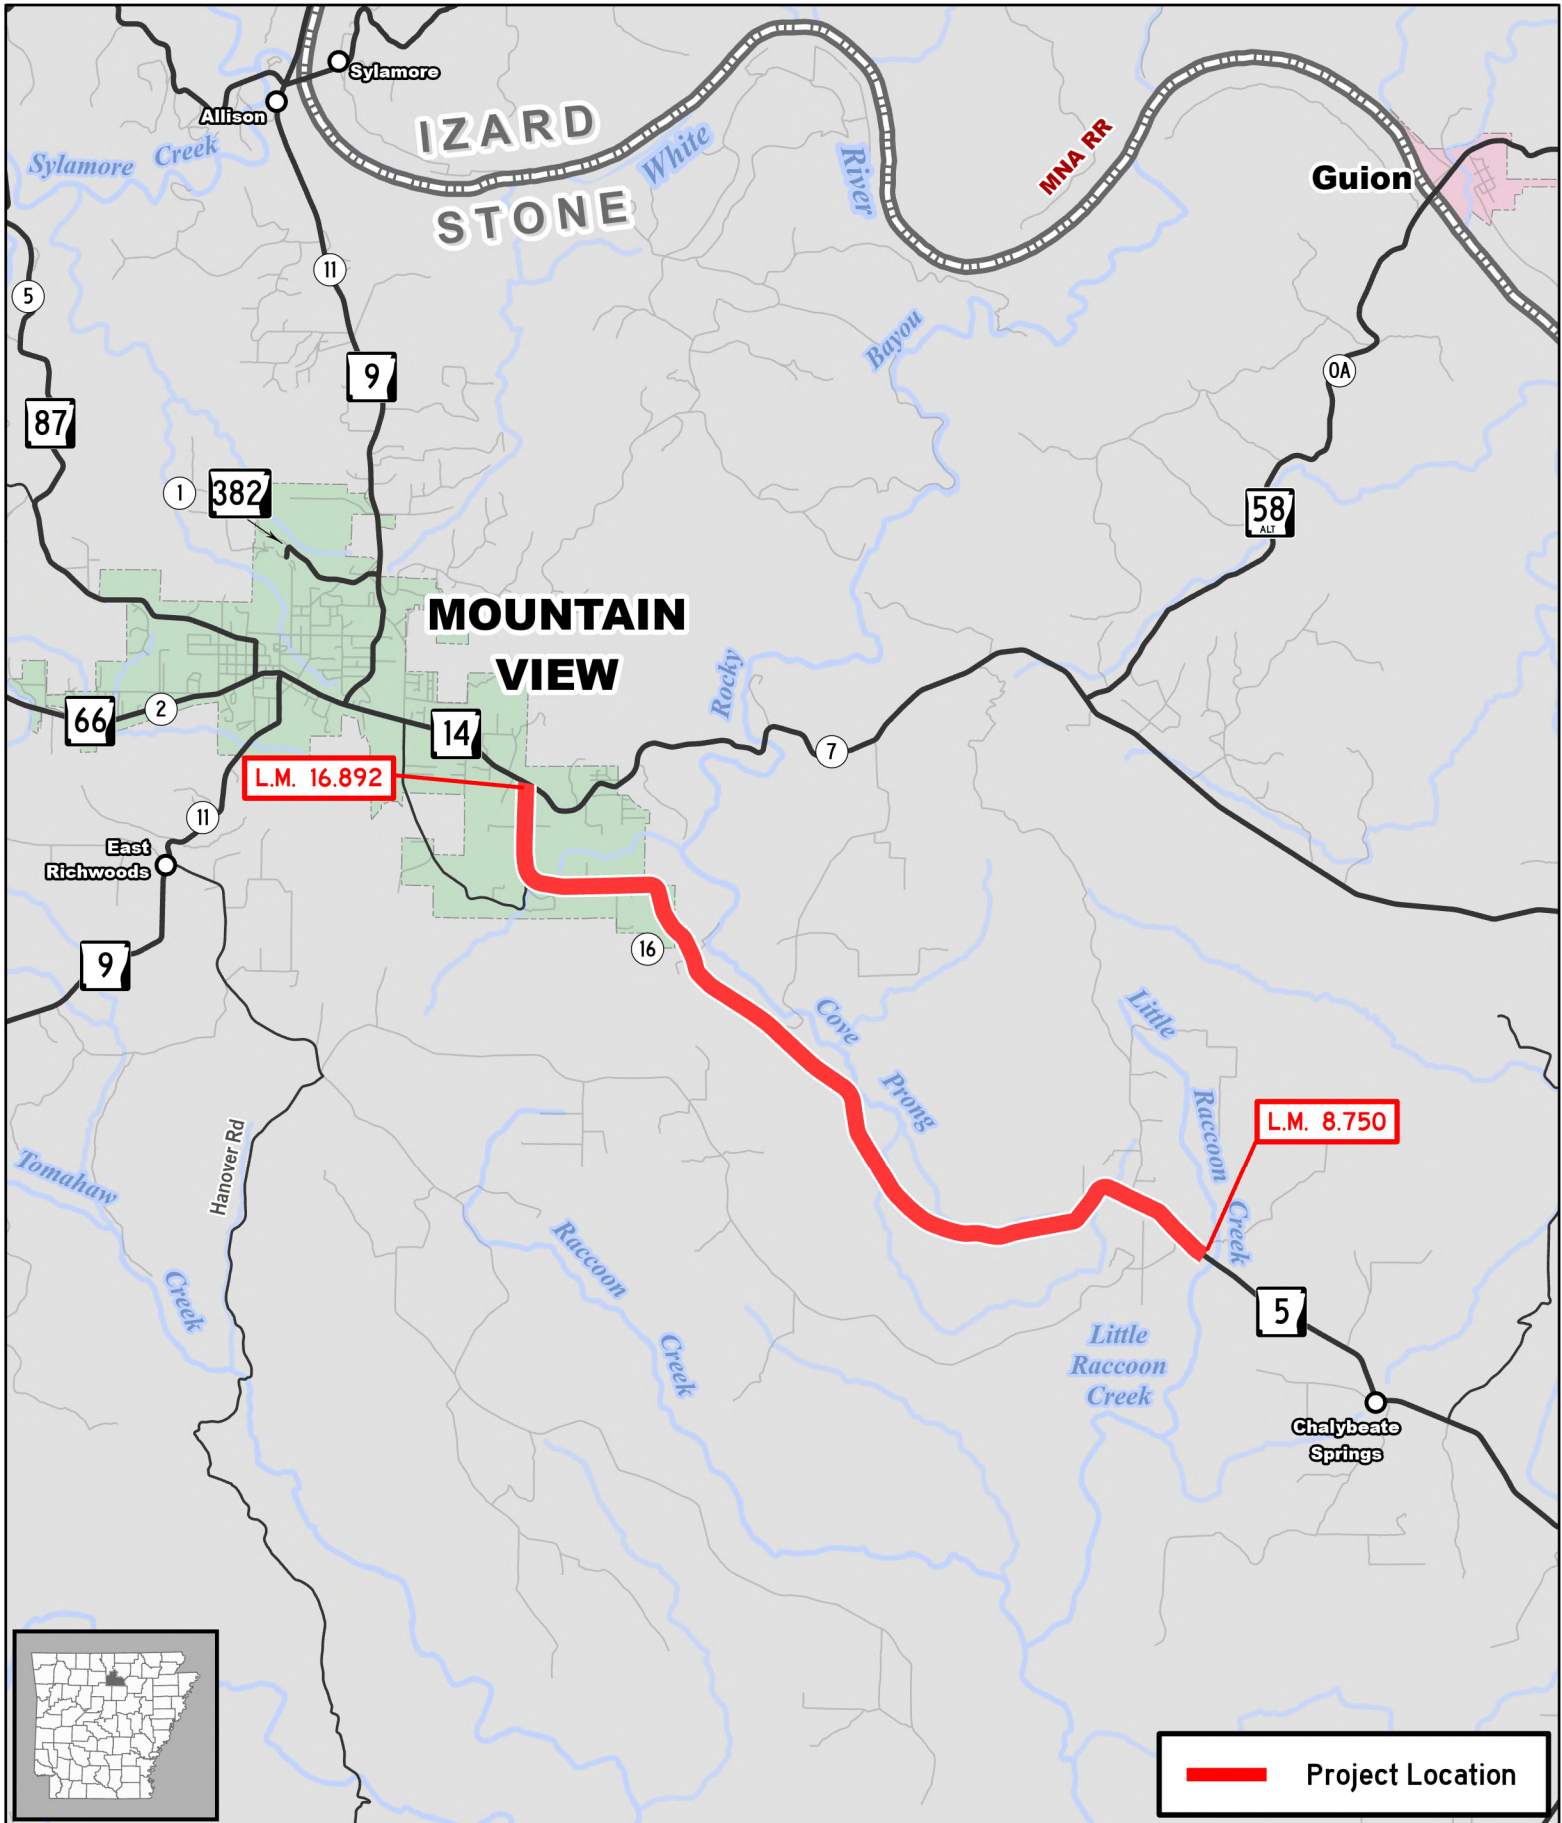 Sylamore
Allison
IZARD
STONE
Sylamore Creek
White
River
MNA RR
Guion
11
5
9
87
0A
Bayou
1
382
58
ALT
MOUNTAIN
VIEW
Rocky
66
2
14
7
L.M. 16.892
11
East
Richwoods
9
16
Cove
Prong
Little
Raccoon
Creek
L.M. 8.750
Hanover Rd
Tomahaw
Creek
Raccoon
Creek
5
Little
Raccoon
Creek
Chalybeate
Springs
Project Location